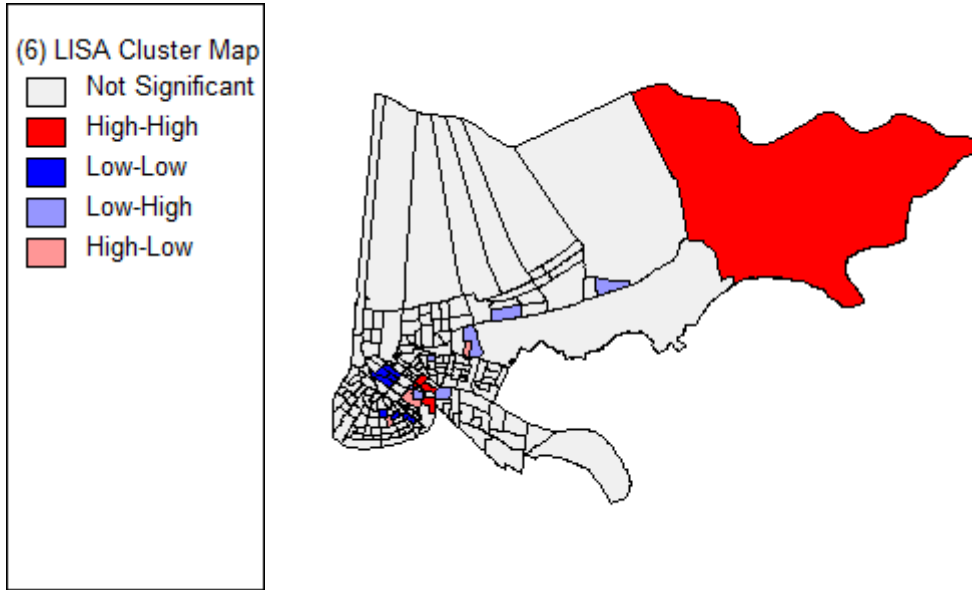 (6) LISA Cluster Map
Not Significant
High-High
Low-Low
Low-High
High-Low